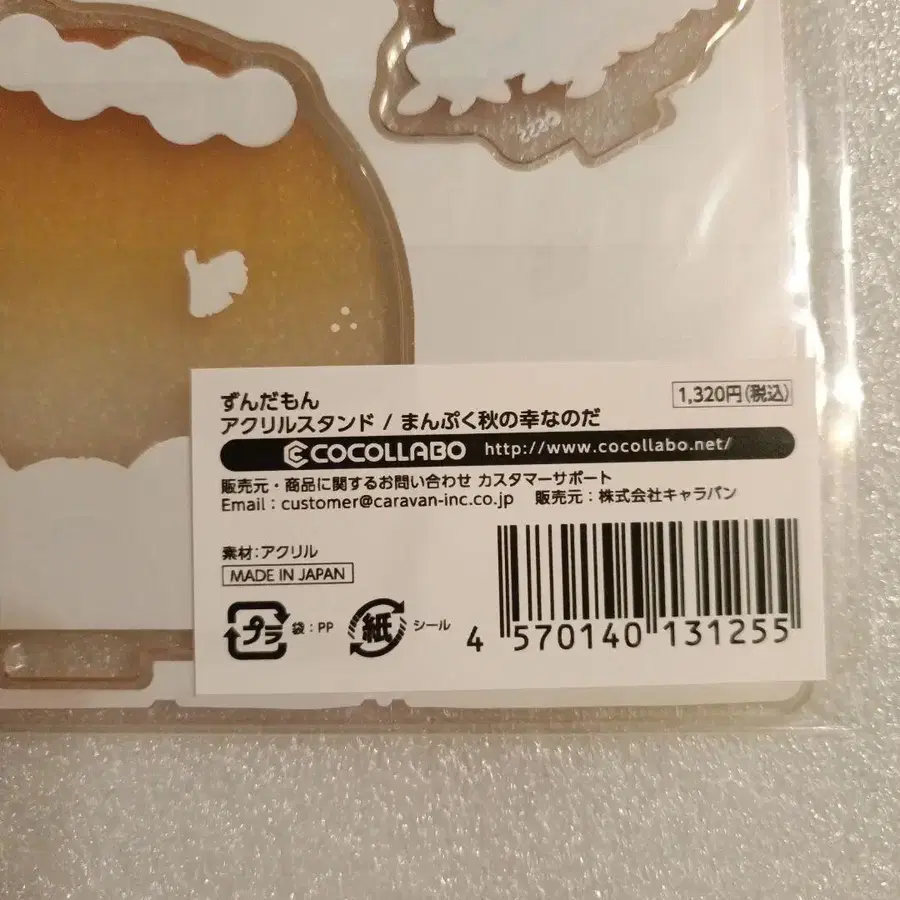 ずんだもん
1,320円(税込)
アクリルスタンド / まんぷく秋の幸なのだ
COCOLLABO http://www.cocollabo.net/
販売元・商品に関するお問い合わせ カスタマーサポート
Email：customer@caravan-inc.co.jp 販売元：株式会社キャラバン
素材:アクリル
MADE IN JAPAN
プラ 袋：PP 紙 シール
4 570140 131255